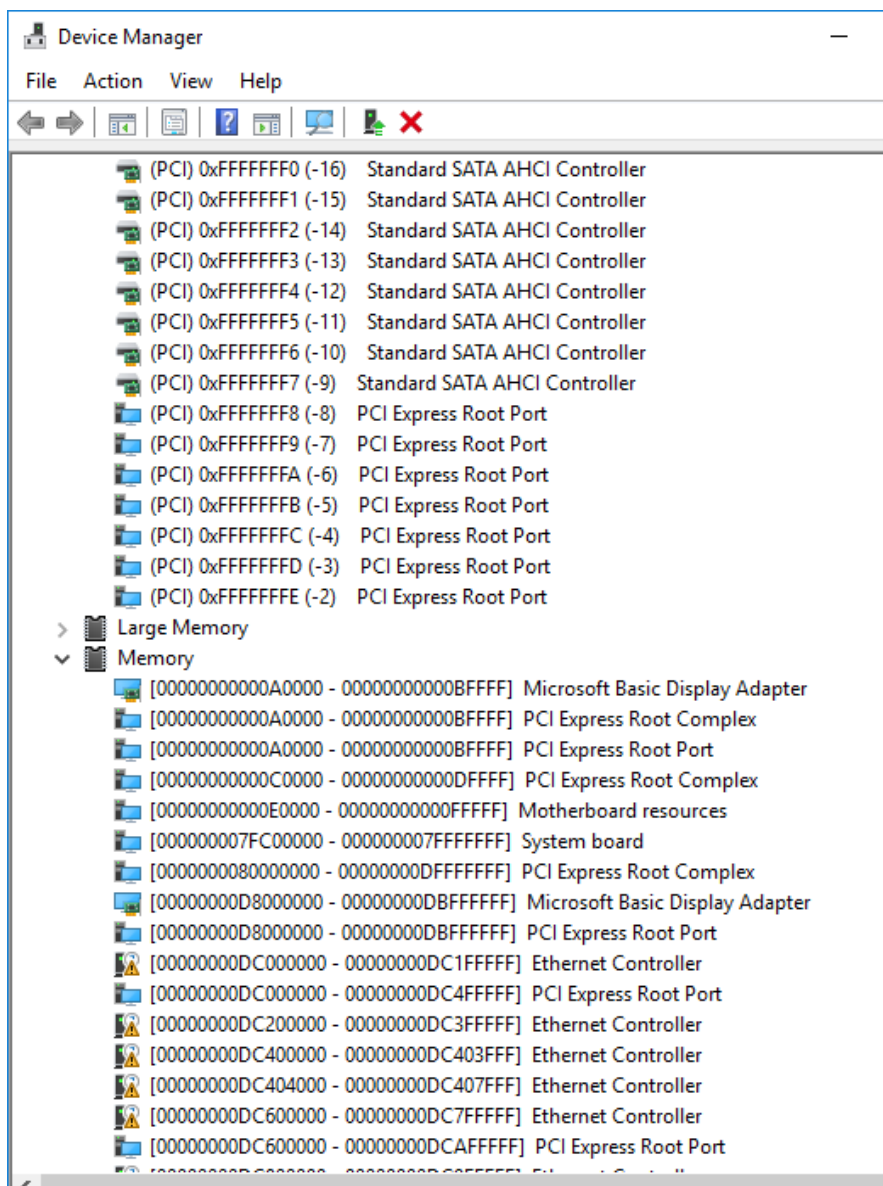 Device Manager
File Action View Help
(PCI) 0xFFFFFFF0 (-16) Standard SATA AHCI Controller
(PCI) 0xFFFFFFF1 (-15) Standard SATA AHCI Controller
(PCI) 0xFFFFFFF2 (-14) Standard SATA AHCI Controller
(PCI) 0xFFFFFFF3 (-13) Standard SATA AHCI Controller
(PCI) 0xFFFFFFF4 (-12) Standard SATA AHCI Controller
(PCI) 0xFFFFFFF5 (-11) Standard SATA AHCI Controller
(PCI) 0xFFFFFFF6 (-10) Standard SATA AHCI Controller
(PCI) 0xFFFFFFF7 (-9) Standard SATA AHCI Controller
(PCI) 0xFFFFFFF8 (-8) PCI Express Root Port
(PCI) 0xFFFFFFF9 (-7) PCI Express Root Port
(PCI) 0xFFFFFFFA (-6) PCI Express Root Port
(PCI) 0xFFFFFFFB (-5) PCI Express Root Port
(PCI) 0xFFFFFFFC (-4) PCI Express Root Port
(PCI) 0xFFFFFFFD (-3) PCI Express Root Port
(PCI) 0xFFFFFFFE (-2) PCI Express Root Port
Large Memory
Memory
[00000000000A0000 - 00000000000BFFFF] Microsoft Basic Display Adapter
[00000000000A0000 - 00000000000BFFFF] PCI Express Root Complex
[00000000000A0000 - 00000000000BFFFF] PCI Express Root Port
[00000000000C0000 - 00000000000DFFFF] PCI Express Root Complex
[00000000000E0000 - 00000000000FFFFF] Motherboard resources
[000000007FC00000 - 000000007FFFFFFF] System board
[0000000080000000 - 00000000DFFFFFFF] PCI Express Root Complex
[00000000D8000000 - 00000000DBFFFFFF] Microsoft Basic Display Adapter
[00000000D8000000 - 00000000DBFFFFFF] PCI Express Root Port
[00000000DC000000 - 00000000DC1FFFFF] Ethernet Controller
[00000000DC000000 - 00000000DC4FFFFF] PCI Express Root Port
[00000000DC200000 - 00000000DC3FFFFF] Ethernet Controller
[00000000DC400000 - 00000000DC403FFF] Ethernet Controller
[00000000DC404000 - 00000000DC407FFF] Ethernet Controller
[00000000DC600000 - 00000000DC7FFFFF] Ethernet Controller
[00000000DC600000 - 00000000DCAFFFFF] PCI Express Root Port